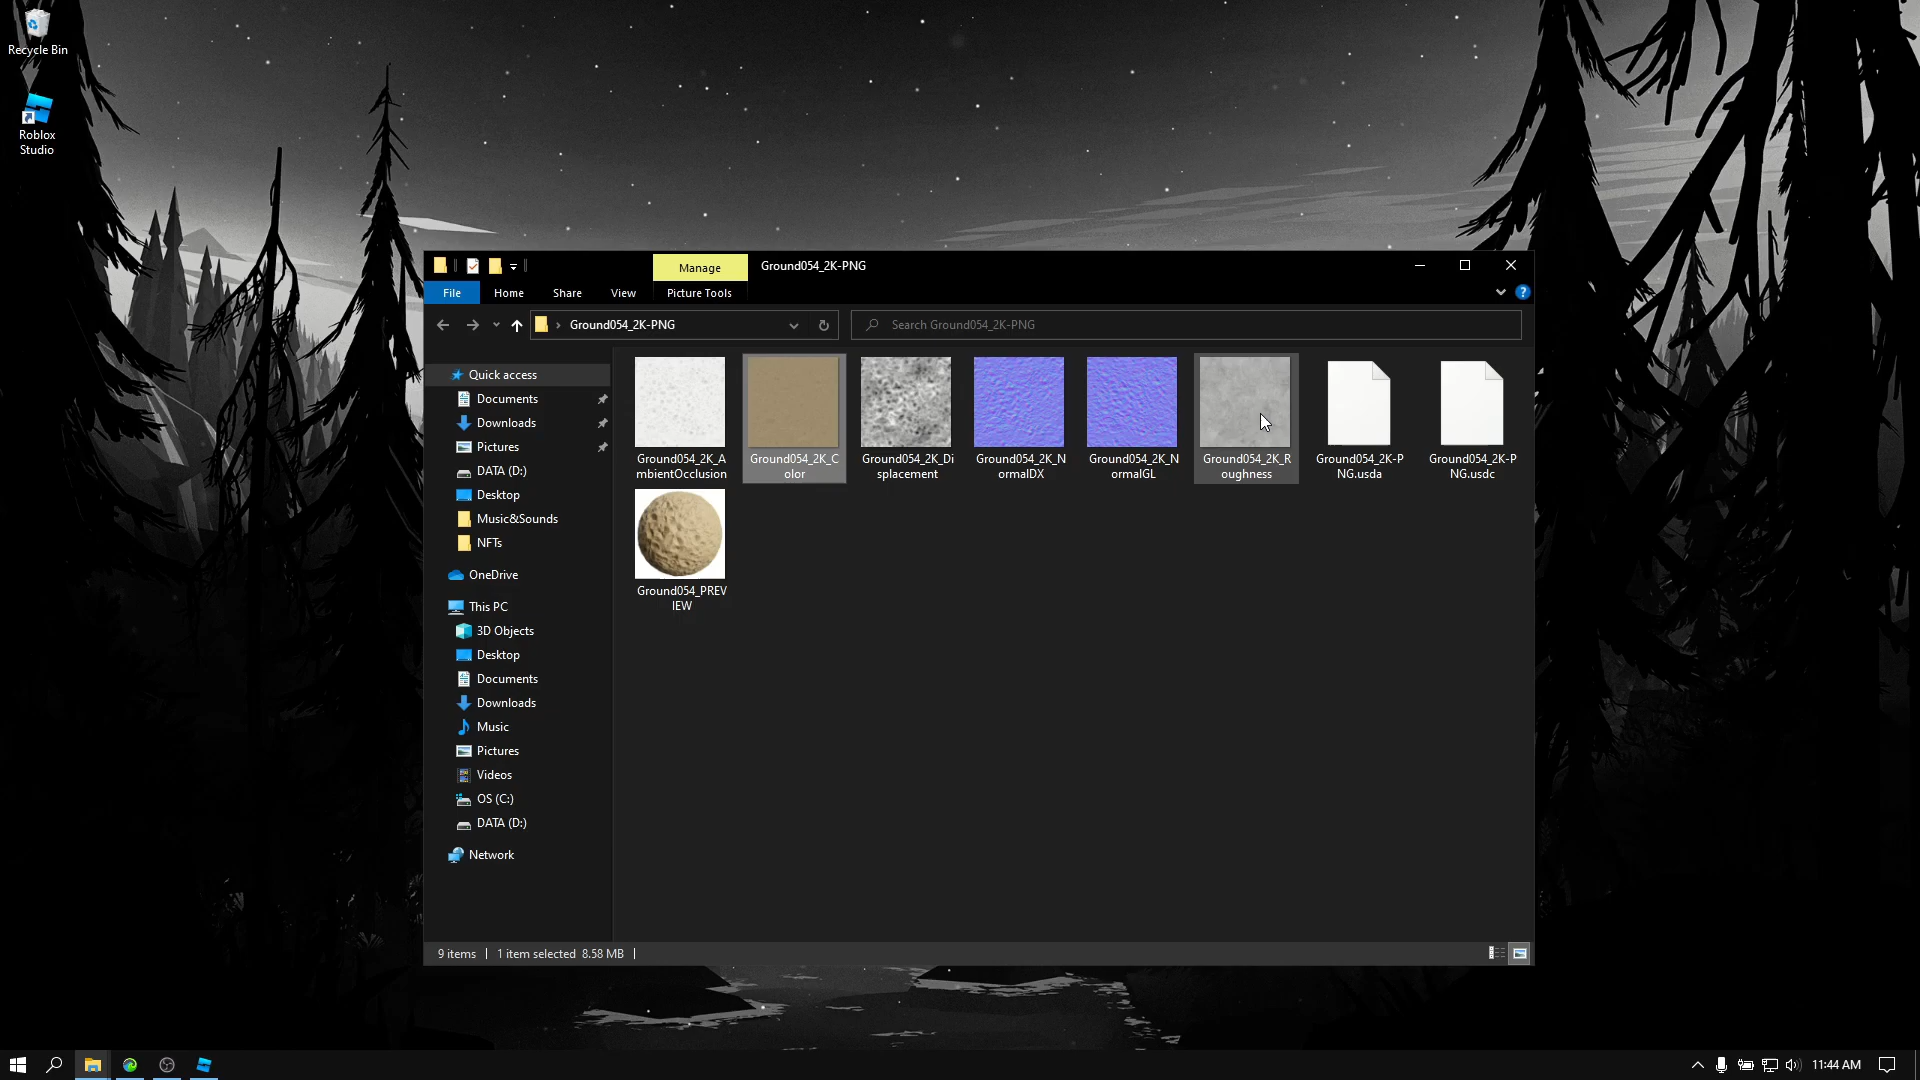 Recycle Bin
Roblox
Studio
Manage
Ground054_2K-PNG
File
Home
Share
View
Picture Tools
Ground054_2K-PNG
Search Ground054_2K-PNG
Quick access
Documents
Downloads
Pictures
DATA (D:)
Desktop
Music&Sounds
NFTs
OneDrive
This PC
3D Objects
Desktop
Documents
Downloads
Music
Pictures
Videos
OS (C:)
DATA (D:)
Network
Ground054_2K_A
mbientOcclusion
Ground054_2K_C
olor
Ground054_2K_Di
splacement
Ground054_2K_N
ormalDX
Ground054_2K_N
ormalGL
Ground054_2K_R
oughness
Ground054_2K-P
NG.usda
Ground054_2K-P
NG.usdc
Ground054_PREV
IEW
9 items
1 item selected 8.58 MB
11:44 AM